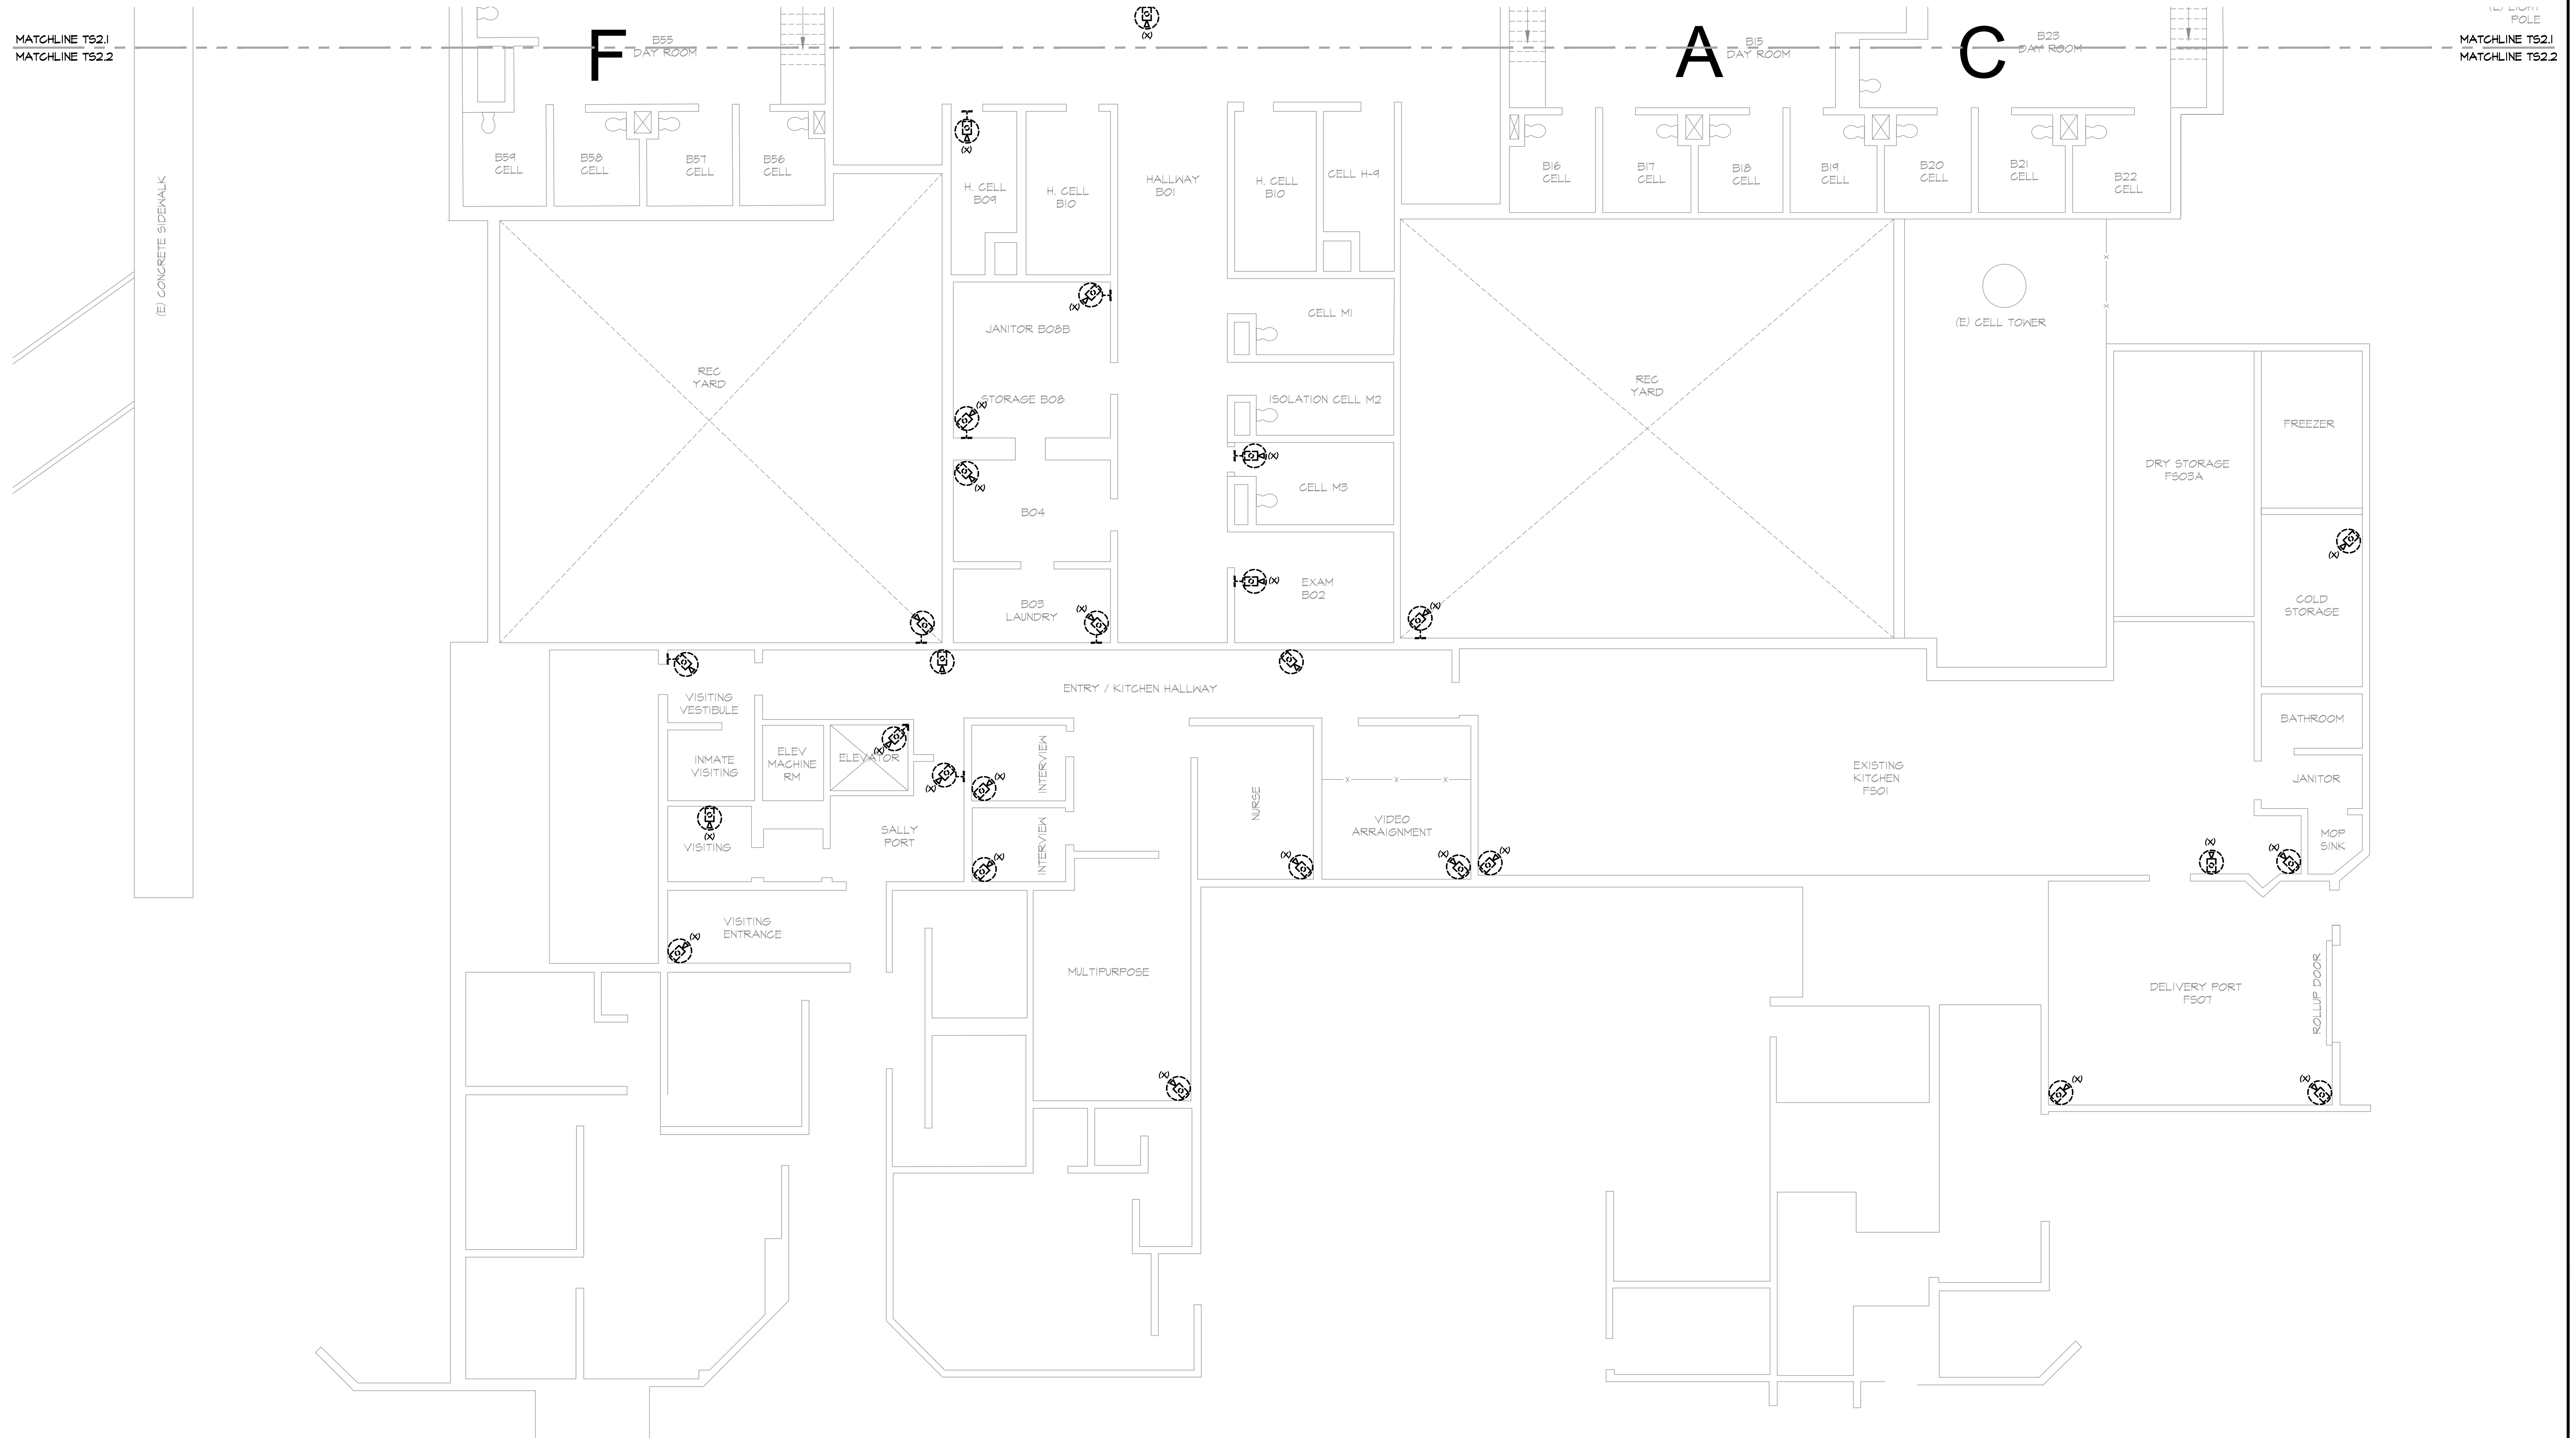 (E) LIGHT
POLE
MATCHLINE TS2.1
MATCHLINE TS2.2
F
B55
DAY ROOM
(X)
A
B15
DAY ROOM
C
B23
DAY ROOM
MATCHLINE TS2.1
MATCHLINE TS2.2
(X)
B59
CELL
B58
CELL
B57
CELL
B56
CELL
H. CELL
B09
H. CELL
B10
HALLWAY
B01
H. CELL
B10
CELL H-9
B16
CELL
B17
CELL
B18
CELL
B19
CELL
B20
CELL
B21
CELL
B22
CELL
(E) CONCRETE SIDEWALK
X
X
(X)
JANITOR B08B
CELL M1
(E) CELL TOWER
REC
YARD
REC
YARD
STORAGE B08
(X)
ISOLATION CELL M2
FREEZER
(X)
DRY STORAGE
FS03A
(X)
CELL M3
B04
(X)
(X)
EXAM
B02
B03
LAUNDRY
(X)
(X)
COLD
STORAGE
(X)
(X)
(X)
ENTRY / KITCHEN HALLWAY
VISITING
VESTIBULE
BATHROOM
INMATE
VISITING
ELEV
MACHINE
RM
ELEVATOR
(X)
(X)
INTERVIEW
(X)
X
X
X
EXISTING
KITCHEN
FS01
JANITOR
NURSE
VISITING
(X)
SALLY
PORT
INTERVIEW
(X)
VIDEO
ARRAIGNMENT
(X)
(X)
(X)
(X)
(X)
MOP
SINK
VISITING
ENTRANCE
(X)
MULTIPURPOSE
DELIVERY PORT
FS07
ROLLUP DOOR
(X)
(X)
(X)